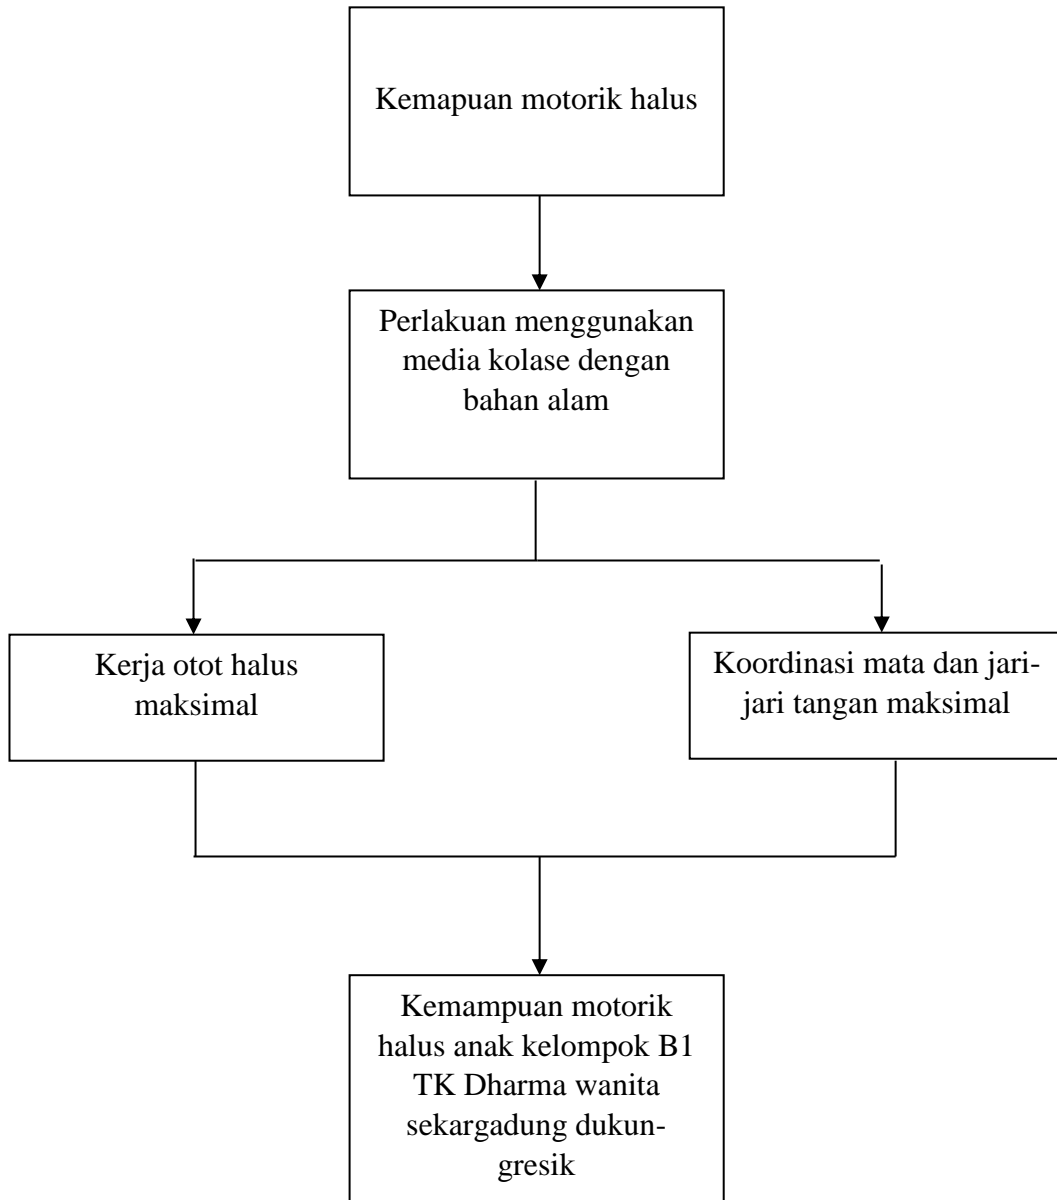 Kemapuan motorik halus
Perlakuan menggunakan
media kolase dengan
bahan alam
Kerja otot halus
maksimal
Koordinasi mata dan jari-
jari tangan maksimal
Kemampuan motorik
halus anak kelompok B1
TK Dharma wanita
sekargadung dukun-
gresik